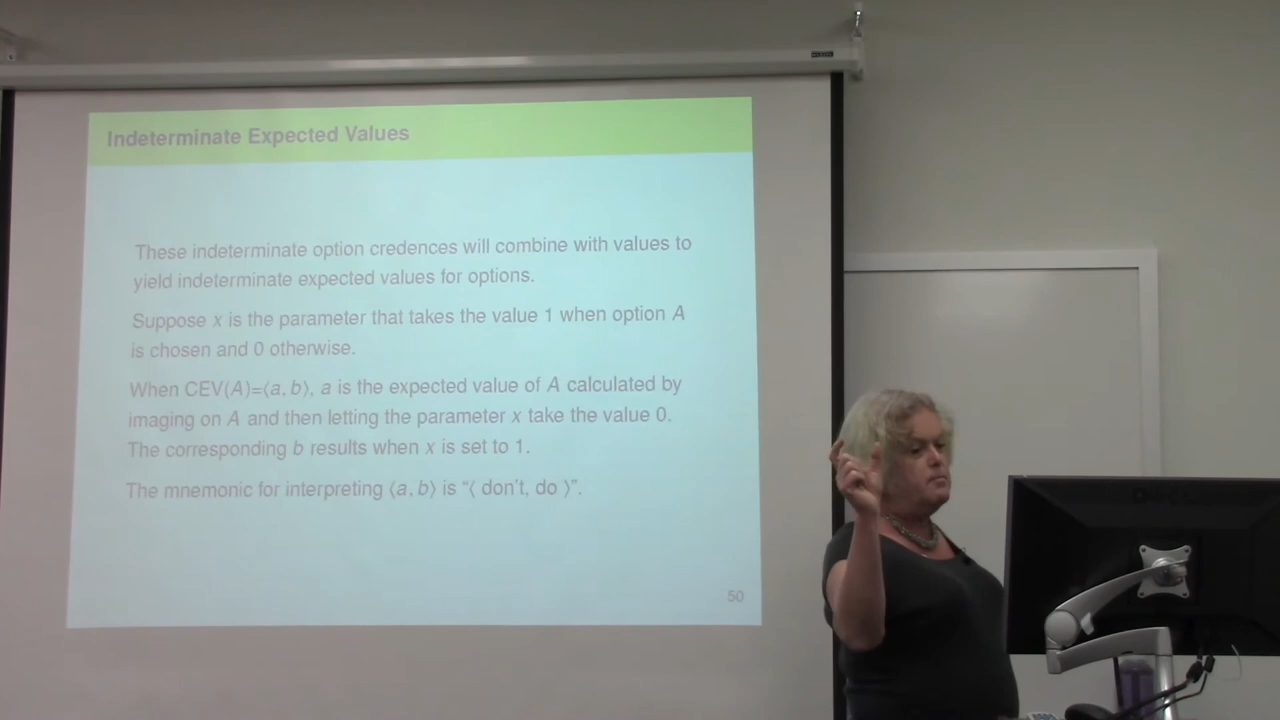 Indeterminate Expected Values
These indeterminate option credences will combine with values to
yield indeterminate expected values for options.
Suppose x is the parameter that takes the value 1 when option A
is chosen and 0 otherwise.
When CEV(A)=⟨a, b⟩, a is the expected value of A calculated by
imaging on A and then letting the parameter x take the value 0.
The corresponding b results when x is set to 1.
The mnemonic for interpreting ⟨a, b⟩ is “⟨ don't, do ⟩”.
50